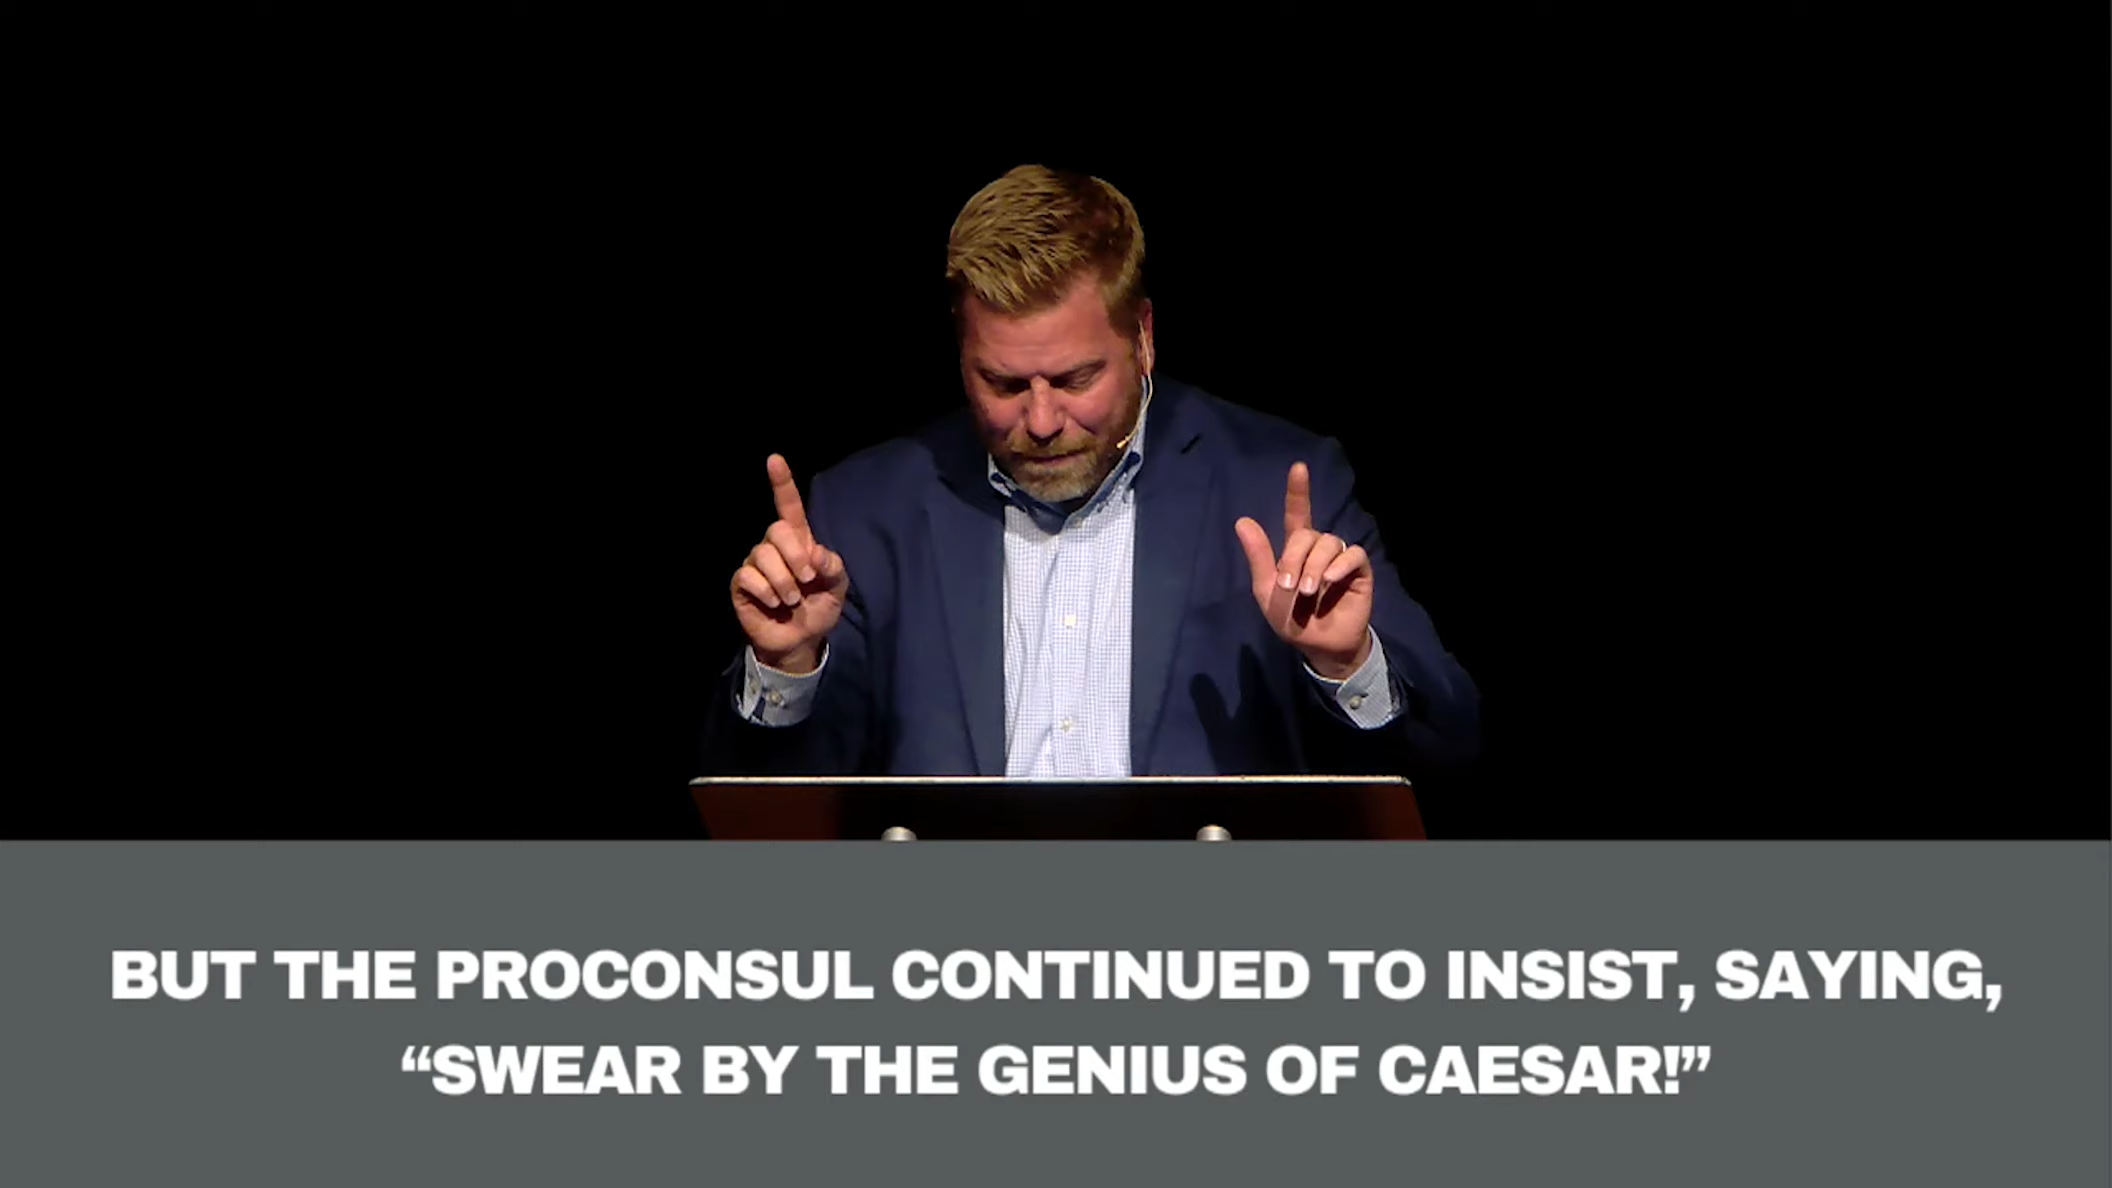 BUT THE PROCONSUL CONTINUED TO INSIST, SAYING,
“SWEAR BY THE GENIUS OF CAESAR!”